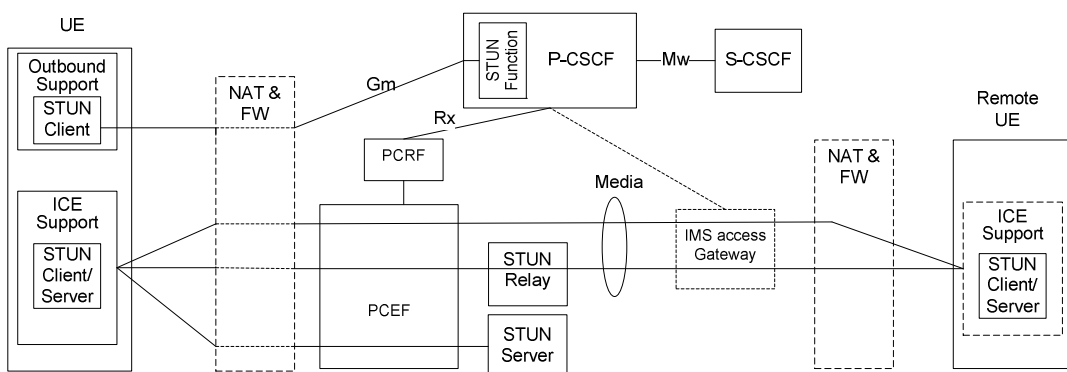 UE
Outbound
Support
STUN
Client
NAT &
FW
Gm
STUN
Function
P-CSCF
Mw
S-CSCF
Rx
PCRF
Remote
UE
NAT &
FW
Media
ICE
Support
STUN
Client/
Server
PCEF
STUN
Relay
STUN
Server
IMS access
Gateway
ICE
Support
STUN
Client/
Server